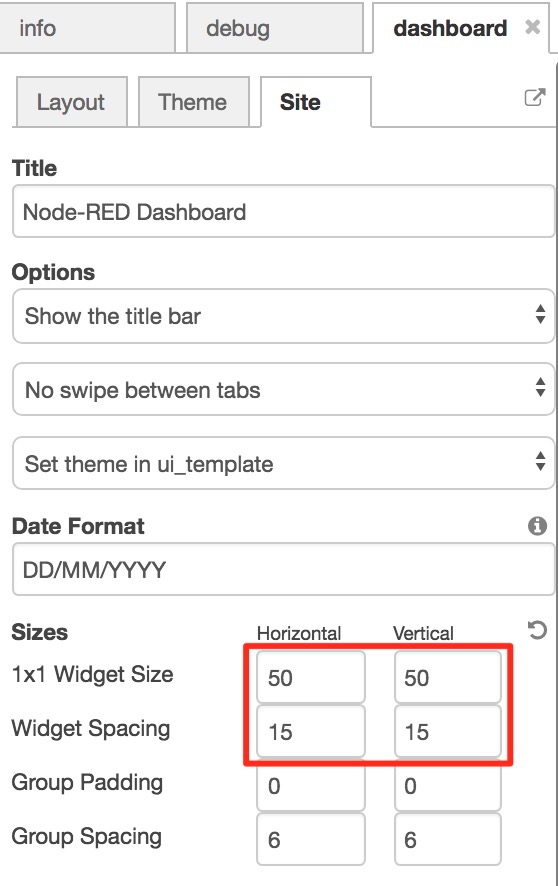 info debug dashboard
Layout Theme Site
Title
Node-RED Dashboard
Options
Show the title bar
No swipe between tabs
Set theme in ui_template
Date Format
DD/MM/YYYY
Sizes Horizontal Vertical
1x1 Widget Size 50 50
Widget Spacing 15 15
Group Padding 0 0
Group Spacing 6 6